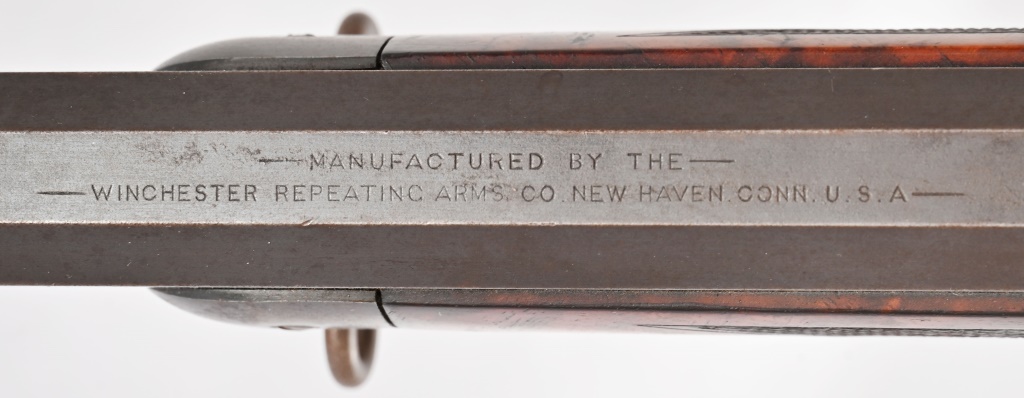 — MANUFACTURED BY THE —
— WINCHESTER REPEATING ARMS. CO. NEW HAVEN. CONN. U. S. A —